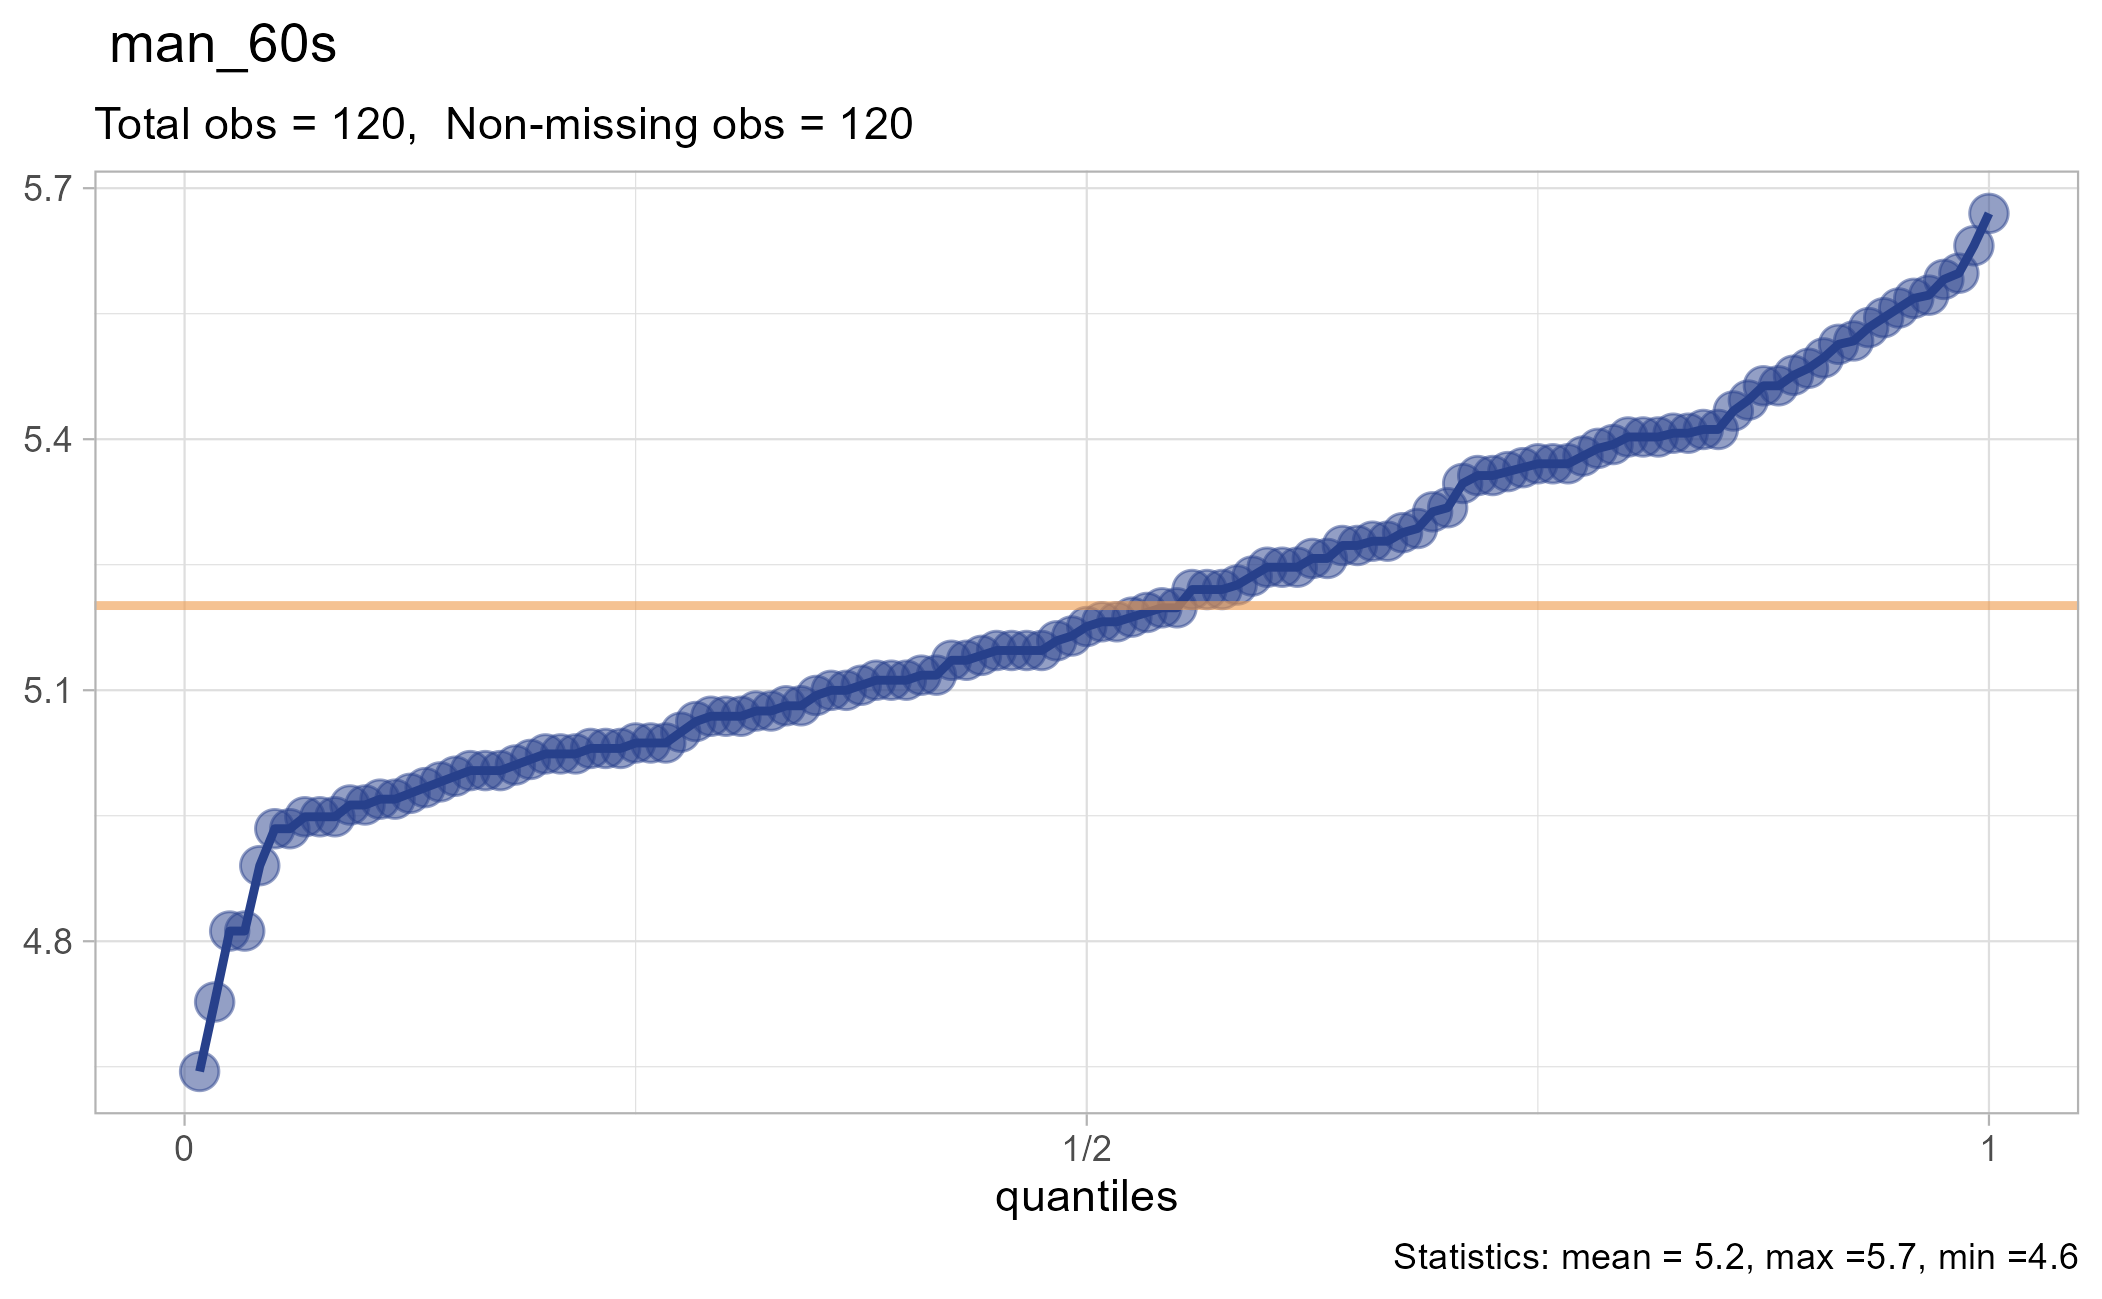 man_60s
Total obs = 120,  Non-missing obs = 120
5.7
5.4
5.1
4.8
0 1/2 1
quantiles
Statistics: mean = 5.2, max =5.7, min =4.6